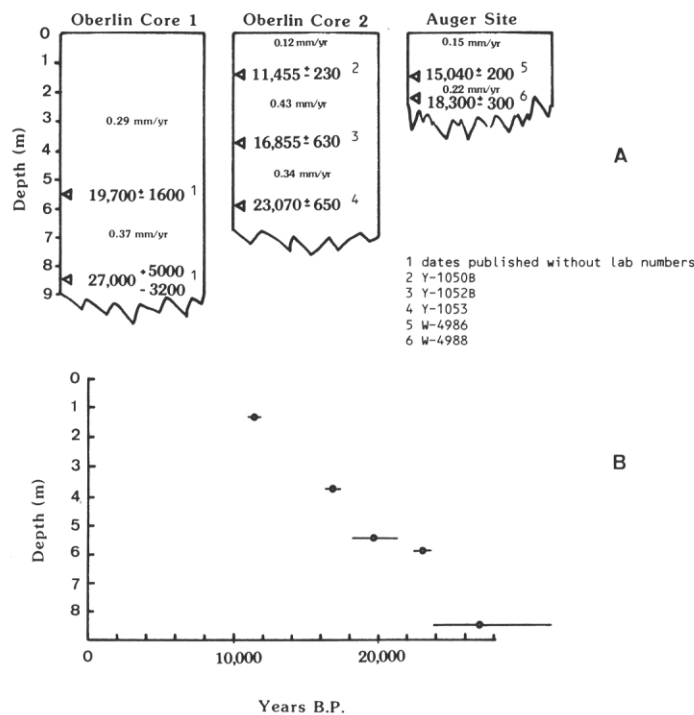 Oberlin Core 1
Oberlin Core 2
Auger Site
Depth (m)
0
1
2
3
4
5
6
7
8
9
0.29 mm/yr
19,700 ± 1600 1
0.37 mm/yr
27,000 +5000 1
- 3200
0.12 mm/yr
11,455 ± 230 2
0.43 mm/yr
16,855 ± 630 3
0.34 mm/yr
23,070 ± 650 4
0.15 mm/yr
15,040 ± 200 5
0.22 mm/yr
18,300 ± 300 6
A
1 dates published without lab numbers
2 Y-1050B
3 Y-1052B
4 Y-1053
5 W-4986
6 W-4988
Depth (m)
0
1
2
3
4
5
6
7
8
B
0
10,000
20,000
Years B.P.